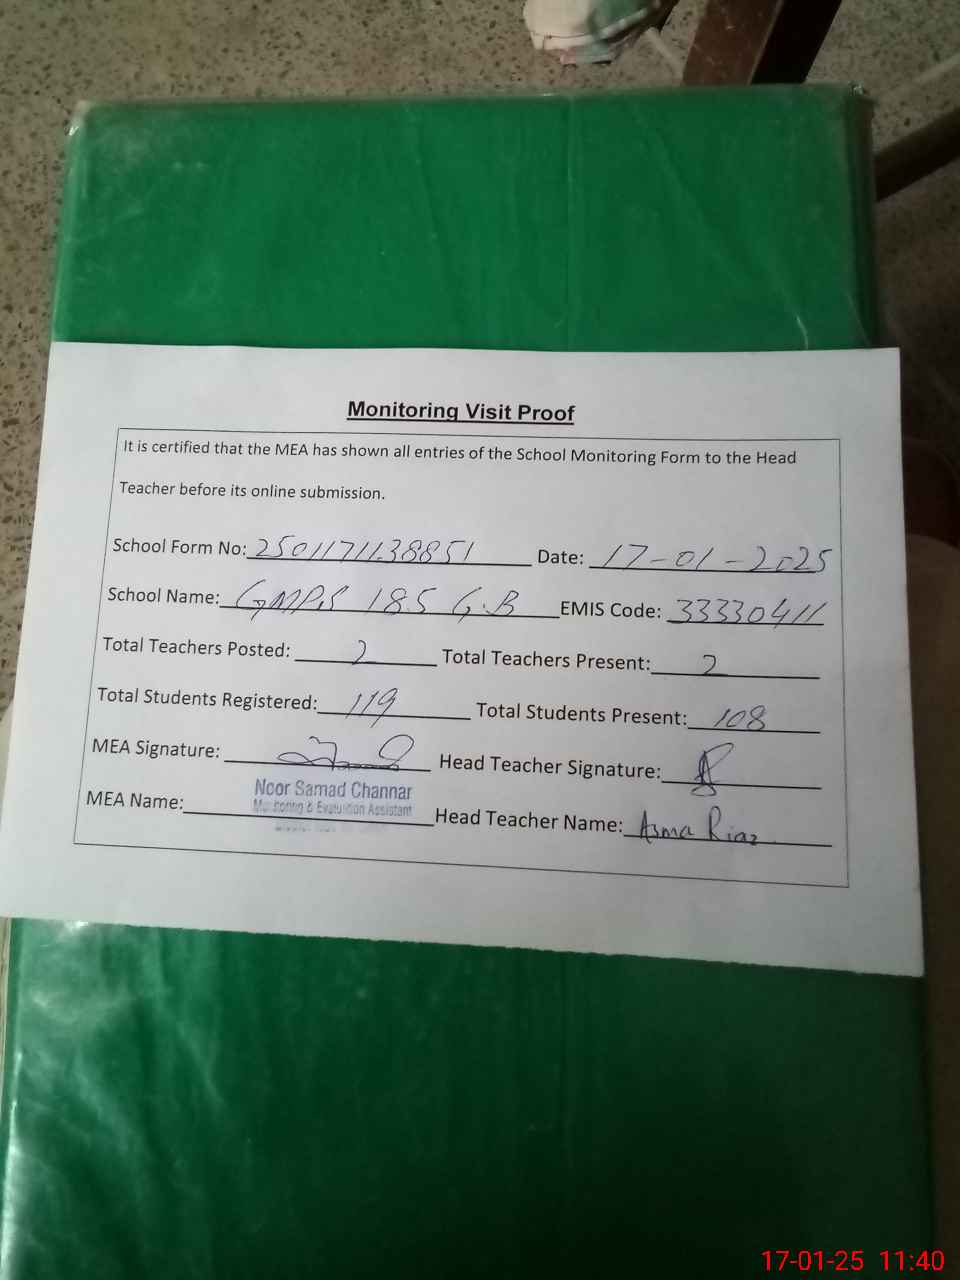 Monitoring Visit Proof
It is certified that the MEA has shown all entries of the School Monitoring Form to the Head
Teacher before its online submission.
School Form No: 2501171138851 Date: 17-01-2025
School Name: GMPS 185 G.B EMIS Code: 33330411
Total Teachers Posted: 2 Total Teachers Present: 2
Total Students Registered: 119 Total Students Present: 108
MEA Signature: Head Teacher Signature:
MEA Name: Noor Samad Channar Head Teacher Name: Asma Riaz
Monitoring & Evaluation Assistant
17-01-25 11:40